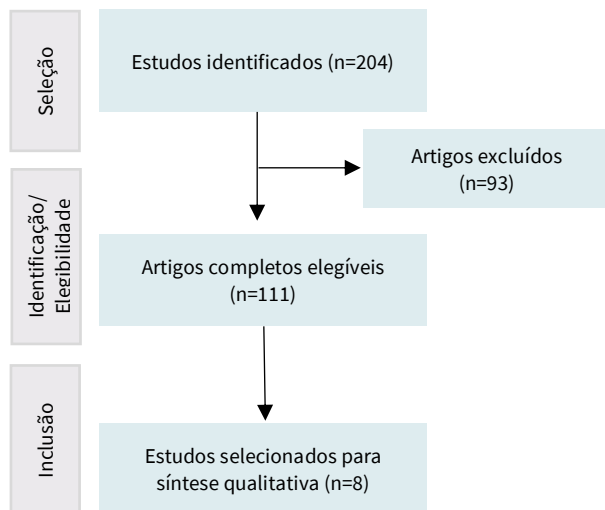 Seleção
Estudos identificados (n=204)
Artigos excluídos
(n=93)
Identificação/
Elegibilidade
Artigos completos elegíveis
(n=111)
Inclusão
Estudos selecionados para
síntese qualitativa (n=8)